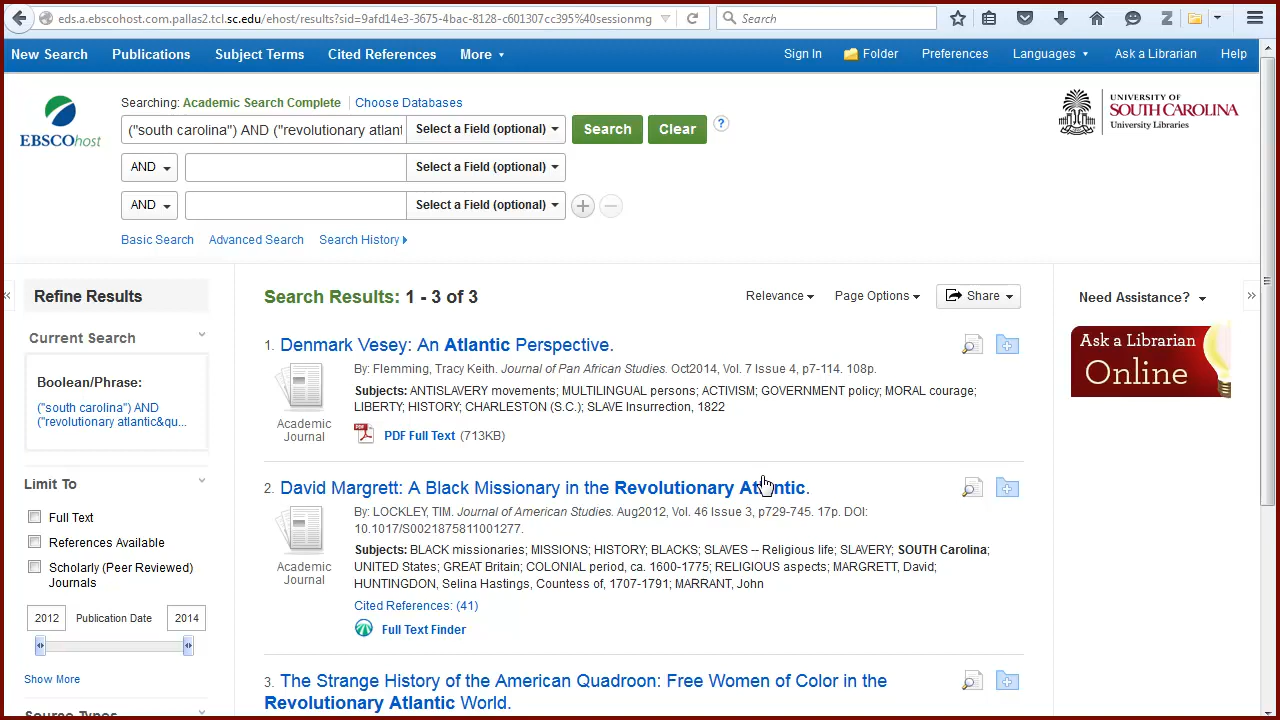 eds.a.ebscohost.com.pallas2.tcl.sc.edu/ehost/results?sid=9afd14e3-3675-4bac-8128-c601307cc395%40sessionmg
Search
New Search Publications Subject Terms Cited References More Sign In Folder Preferences Languages Ask a Librarian Help
Searching: Academic Search Complete Choose Databases
("south carolina") AND ("revolutionary atlant Select a Field (optional) Search Clear ?
AND Select a Field (optional)
AND Select a Field (optional)
Basic Search Advanced Search Search History
EBSCOhost
UNIVERSITY OF
SOUTH CAROLINA
University Libraries
Refine Results
Current Search
Boolean/Phrase:
("south carolina") AND
("revolutionary atlantic&qu...
Limit To
Full Text
References Available
Scholarly (Peer Reviewed)
Journals
2012 Publication Date 2014
Show More
Source Types
Search Results: 1 - 3 of 3
Relevance Page Options Share
1. Denmark Vesey: An Atlantic Perspective.
By: Flemming, Tracy Keith. Journal of Pan African Studies. Oct2014, Vol. 7 Issue 4, p7-114. 108p.
Subjects: ANTISLAVERY movements; MULTILINGUAL persons; ACTIVISM; GOVERNMENT policy; MORAL courage;
LIBERTY; HISTORY; CHARLESTON (S.C.); SLAVE Insurrection, 1822
Academic
Journal
PDF Full Text (713KB)
2. David Margrett: A Black Missionary in the Revolutionary Atlantic.
By: LOCKLEY, TIM. Journal of American Studies. Aug2012, Vol. 46 Issue 3, p729-745. 17p. DOI:
10.1017/S0021875811001277.
Subjects: BLACK missionaries; MISSIONS; HISTORY; BLACKS; SLAVES -- Religious life; SLAVERY; SOUTH Carolina;
UNITED States; GREAT Britain; COLONIAL period, ca. 1600-1775; RELIGIOUS aspects; MARGRETT, David;
HUNTINGDON, Selina Hastings, Countess of, 1707-1791; MARRANT, John
Academic
Journal
Cited References: (41)
Full Text Finder
3. The Strange History of the American Quadroon: Free Women of Color in the
Revolutionary Atlantic World.
Need Assistance?
Ask a Librarian
Online